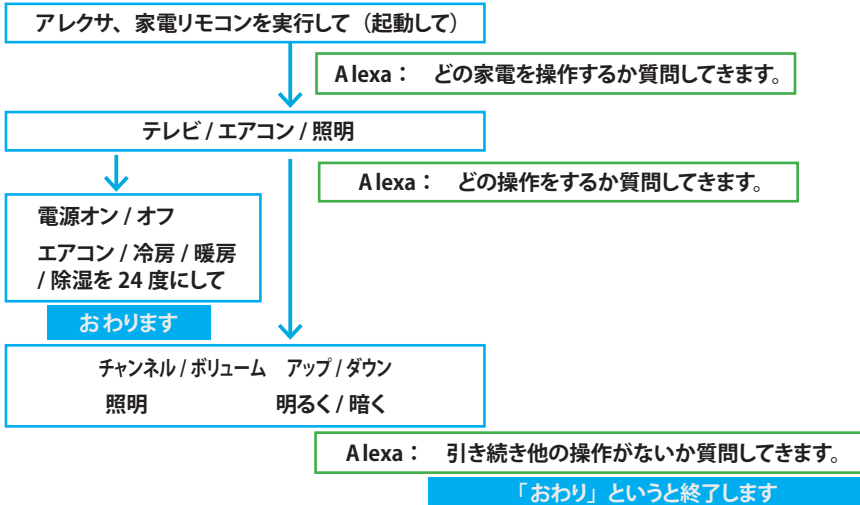 アレクサ、家電リモコンを実行して（起動して）
Alexa： どの家電を操作するか質問してきます。
テレビ / エアコン / 照明
Alexa： どの操作をするか質問してきます。
電源オン / オフ
エアコン / 冷房 / 暖房
/ 除湿を 24 度にして
おわります
チャンネル / ボリューム アップ / ダウン
照明 明るく / 暗く
Alexa： 引き続き他の操作がないか質問してきます。
「おわり」というと終了します